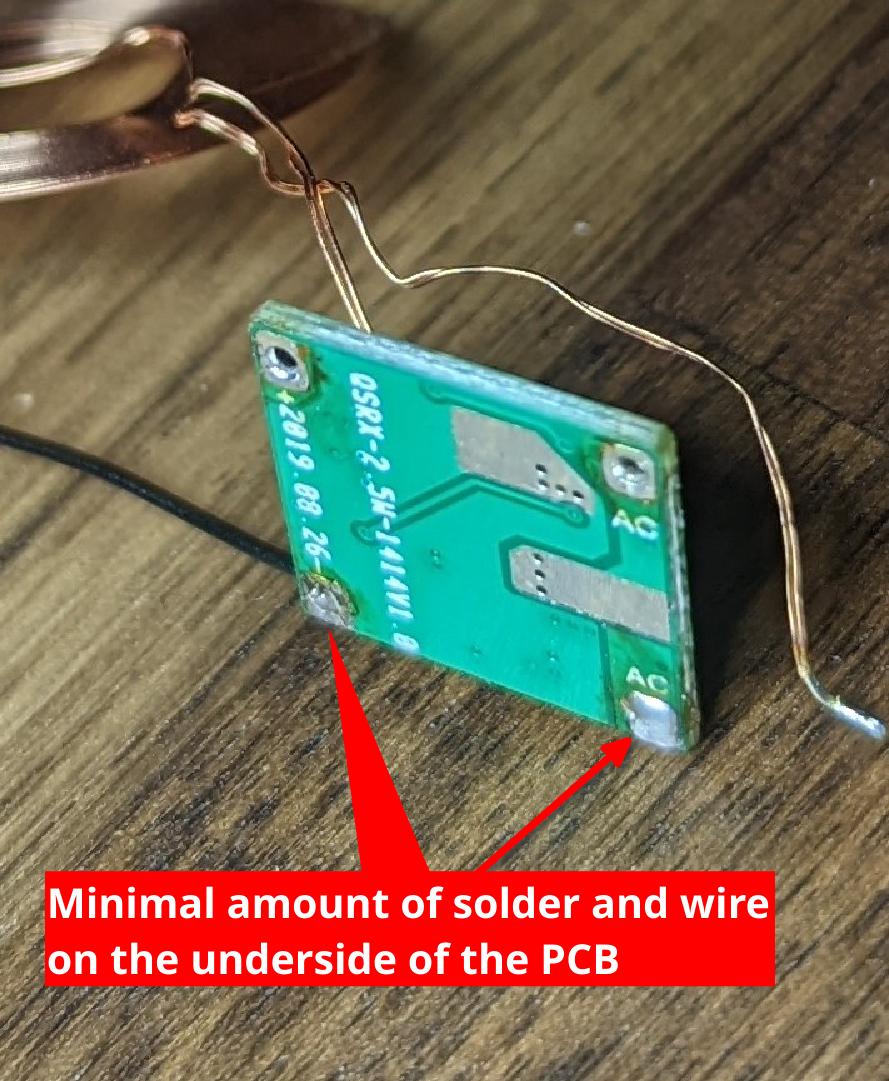 +2019.08.26-
QSRX-2.5W-1414V1.0
AC
AC
Minimal amount of solder and wire
on the underside of the PCB